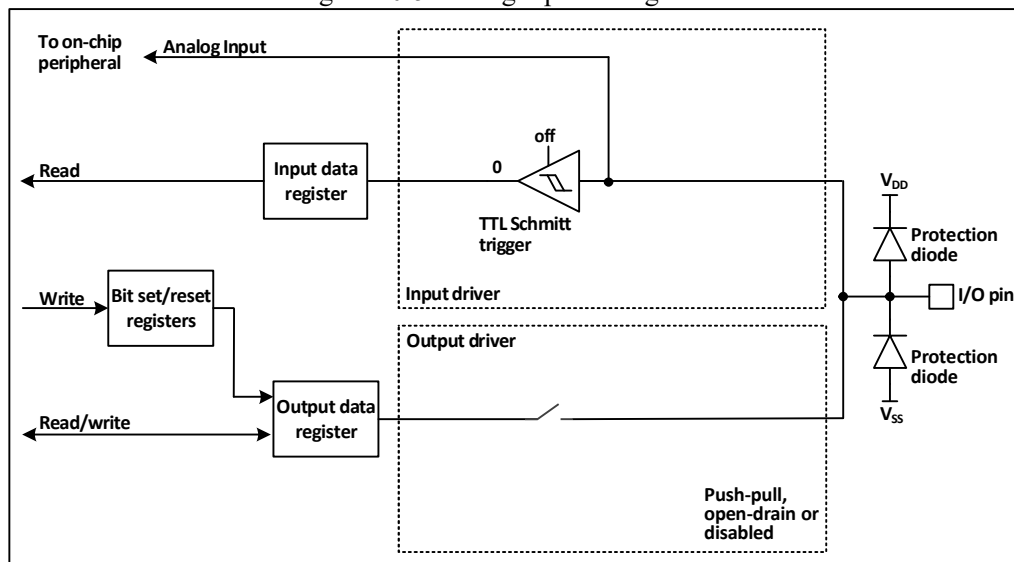 To on-chip
peripheral
Analog Input
off
Read
Input data
register
0
TTL Schmitt
trigger
V_DD
Protection
diode
Write
Bit set/reset
registers
Input driver
I/O pin
Output driver
Protection
diode
Read/write
Output data
register
V_SS
Push-pull,
open-drain or
disabled